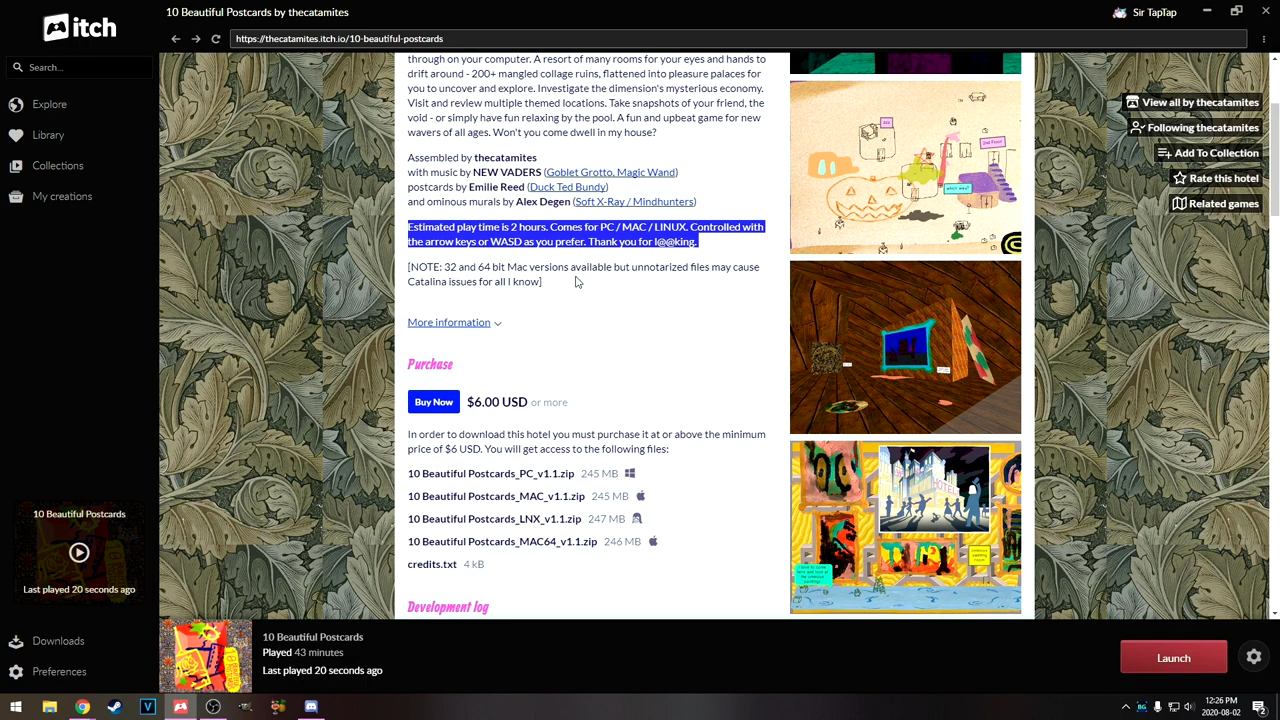 10 Beautiful Postcards by thecatamites
Sir TapTap
itch
https://thecatamites.itch.io/10-beautiful-postcards
Search...
Explore
Library
Collections
My creations
10 Beautiful Postcards
Last played 20 seconds ago
Downloads
Preferences
through on your computer. A resort of many rooms for your eyes and hands to
drift around - 200+ mangled collage ruins, flattened into pleasure palaces for
you to uncover and explore. Investigate the dimension's mysterious economy.
Visit and review multiple themed locations. Take snapshots of your friend, the
void - or simply have fun relaxing by the pool. A fun and upbeat game for new
wavers of all ages. Won't you come dwell in my house?
Assembled by thecatamites
with music by NEW VADERS (Goblet Grotto, Magic Wand)
postcards by Emilie Reed (Duck Ted Bundy)
and ominous murals by Alex Degen (Soft X-Ray / Mindhunters)
Estimated play time is 2 hours. Comes for PC / MAC / LINUX. Controlled with
the arrow keys or WASD as you prefer. Thank you for l@@king.
[NOTE: 32 and 64 bit Mac versions available but unnotarized files may cause
Catalina issues for all I know]
More information
Purchase
Buy Now $6.00 USD or more
In order to download this hotel you must purchase it at or above the minimum
price of $6 USD. You will get access to the following files:
10 Beautiful Postcards_PC_v1.1.zip 245 MB
10 Beautiful Postcards_MAC_v1.1.zip 245 MB
10 Beautiful Postcards_LNX_v1.1.zip 247 MB
10 Beautiful Postcards_MAC64_v1.1.zip 246 MB
credits.txt 4 kB
Development log
2nd Floor
HOTEL
View all by thecatamites
Following thecatamites
Add To Collection
Rate this hotel
Related games
10 Beautiful Postcards
Played 43 minutes
Last played 20 seconds ago
Launch
12:26 PM
2020-08-02
2